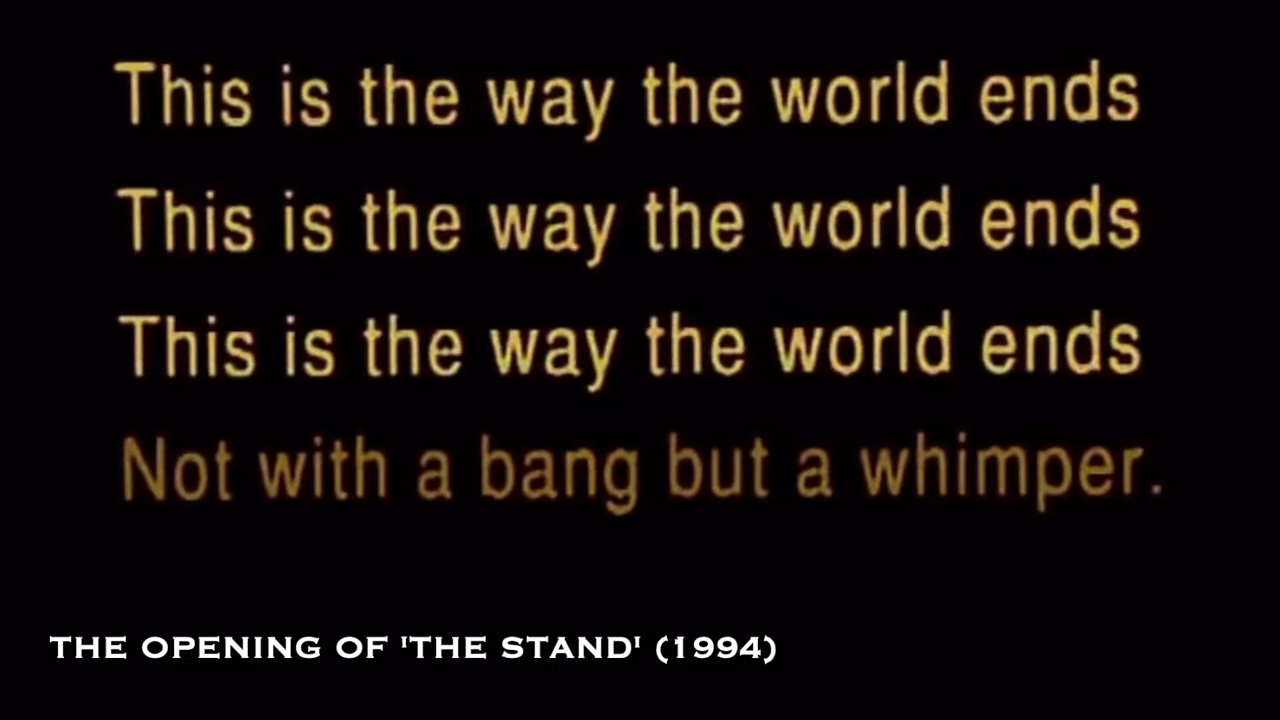 This is the way the world ends
This is the way the world ends
This is the way the world ends
Not with a bang but a whimper.
THE OPENING OF 'THE STAND' (1994)